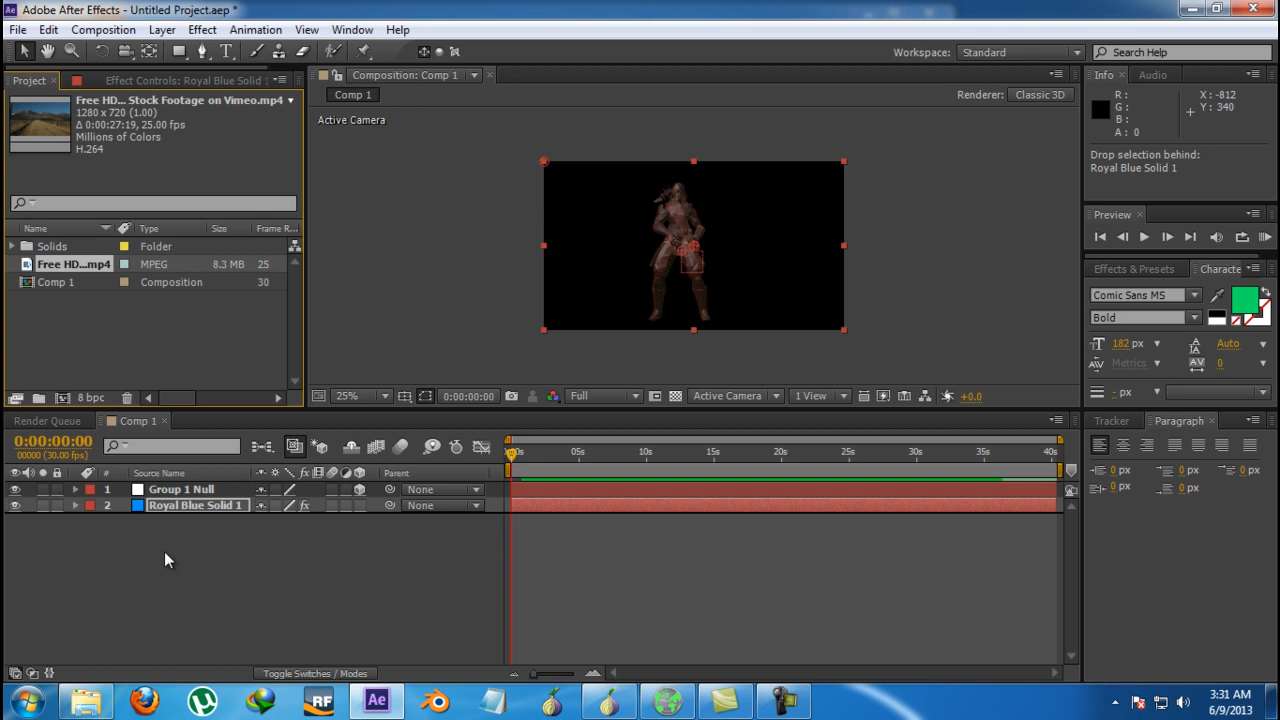 Adobe After Effects - Untitled Project.aep *
File Edit Composition Layer Effect Animation View Window Help
Workspace: Standard
Search Help
Project
Effect Controls: Royal Blue Solid
Composition: Comp 1
Info
Audio
Free HD... Stock Footage on Vimeo.mp4
1280 x 720 (1.00)
Δ 0:00:27:19, 25.00 fps
Millions of Colors
H.264
Comp 1
Renderer: Classic 3D
Active Camera
R :
G :
B :
A : 0
X : -812
Y : 340
Drop selection behind:
Royal Blue Solid 1
Preview
Name Type Size Frame R...
Solids Folder
Free HD...mp4 MPEG 8.3 MB 25
Comp 1 Composition 30
Effects & Presets
Characte
Comic Sans MS
Bold
182 px Auto
Metrics 0
- px
8 bpc
25% 0:00:00:00 Full Active Camera 1 View +0.0
Render Queue
Comp 1
Tracker
Paragraph
0:00:00:00
00000 (30.00 fps)
05s 10s 15s 20s 25s 30s 35s 40s
# Source Name Parent
1 Group 1 Null None
2 Royal Blue Solid 1 None
0 px 0 px 0 px
0 px 0 px
Toggle Switches / Modes
Ae
RF
3:31 AM
6/9/2013